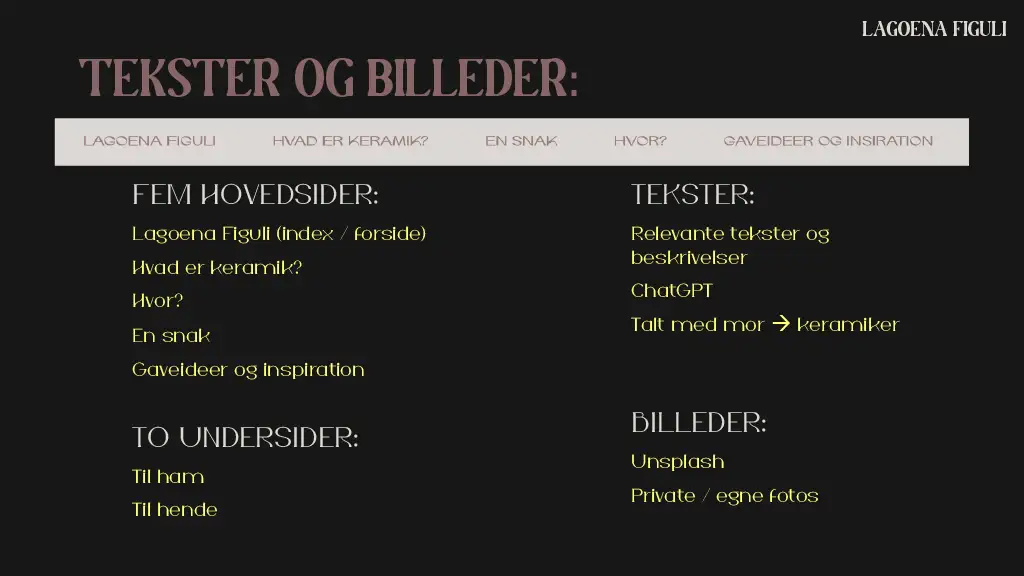 LAGOENA FIGULI
TEKSTER OG BILLEDER:
LAGOENA FIGULI HVAD ER KERAMIK? EN SNAK HVOR? GAVEIDEER OG INSIRATION
FEM HOVEDSIDER:
Lagoena Figuli (index / forside)
Hvad er keramik?
Hvor?
En snak
Gaveideer og inspiration
TO UNDERSIDER:
Til ham
Til hende
TEKSTER:
Relevante tekster og
beskrivelser
ChatGPT
Talt med mor → keramiker
BILLEDER:
Unsplash
Private / egne fotos